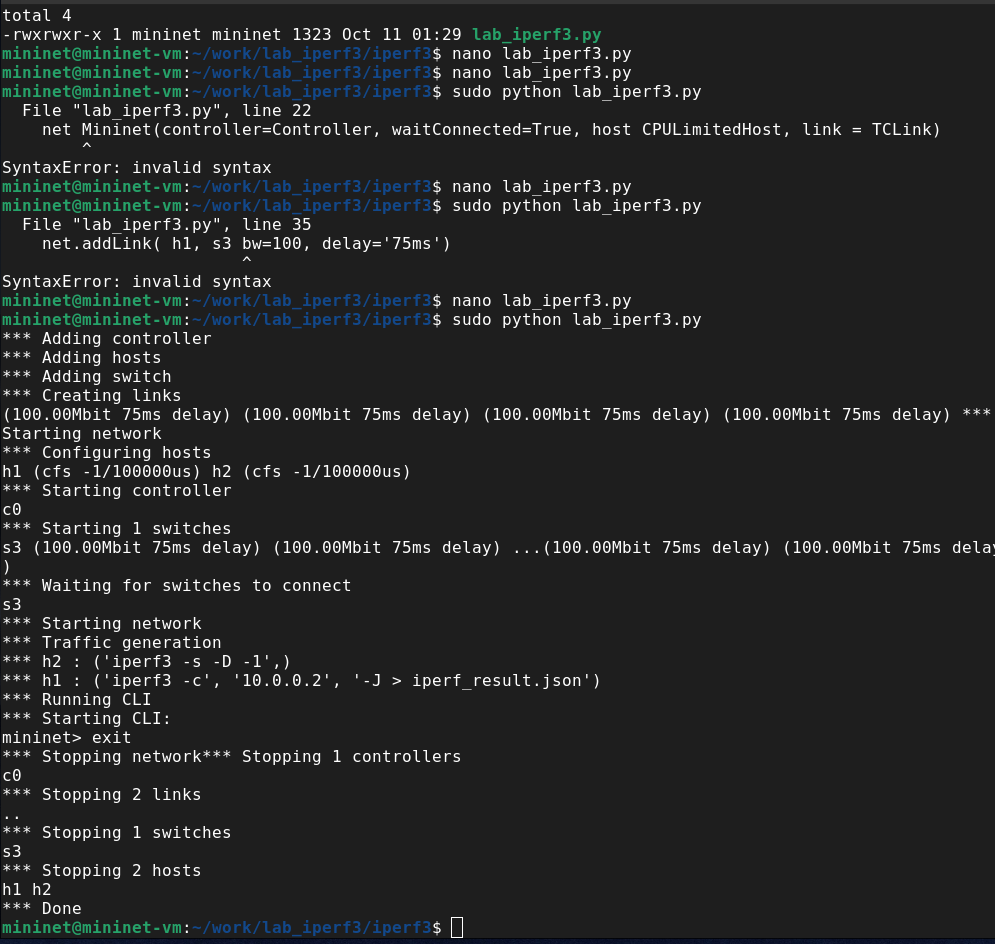 total 4
-rwxrwxr-x 1 mininet mininet 1323 Oct 11 01:29 lab_iperf3.py
mininet@mininet-vm:~/work/lab_iperf3/iperf3$ nano lab_iperf3.py
mininet@mininet-vm:~/work/lab_iperf3/iperf3$ nano lab_iperf3.py
mininet@mininet-vm:~/work/lab_iperf3/iperf3$ sudo python lab_iperf3.py
  File "lab_iperf3.py", line 22
    net Mininet(controller=Controller, waitConnected=True, host CPULimitedHost, link = TCLink)
        ^
SyntaxError: invalid syntax
mininet@mininet-vm:~/work/lab_iperf3/iperf3$ nano lab_iperf3.py
mininet@mininet-vm:~/work/lab_iperf3/iperf3$ sudo python lab_iperf3.py
  File "lab_iperf3.py", line 35
    net.addLink( h1, s3 bw=100, delay='75ms')
                        ^
SyntaxError: invalid syntax
mininet@mininet-vm:~/work/lab_iperf3/iperf3$ nano lab_iperf3.py
mininet@mininet-vm:~/work/lab_iperf3/iperf3$ sudo python lab_iperf3.py
*** Adding controller
*** Adding hosts
*** Adding switch
*** Creating links
(100.00Mbit 75ms delay) (100.00Mbit 75ms delay) (100.00Mbit 75ms delay) (100.00Mbit 75ms delay) ***
Starting network
*** Configuring hosts
h1 (cfs -1/100000us) h2 (cfs -1/100000us)
*** Starting controller
c0
*** Starting 1 switches
s3 (100.00Mbit 75ms delay) (100.00Mbit 75ms delay) ...(100.00Mbit 75ms delay) (100.00Mbit 75ms delay
)
*** Waiting for switches to connect
s3
*** Starting network
*** Traffic generation
*** h2 : ('iperf3 -s -D -1',)
*** h1 : ('iperf3 -c', '10.0.0.2', '-J > iperf_result.json')
*** Running CLI
*** Starting CLI:
mininet> exit
*** Stopping network*** Stopping 1 controllers
c0
*** Stopping 2 links
..
*** Stopping 1 switches
s3
*** Stopping 2 hosts
h1 h2
*** Done
mininet@mininet-vm:~/work/lab_iperf3/iperf3$